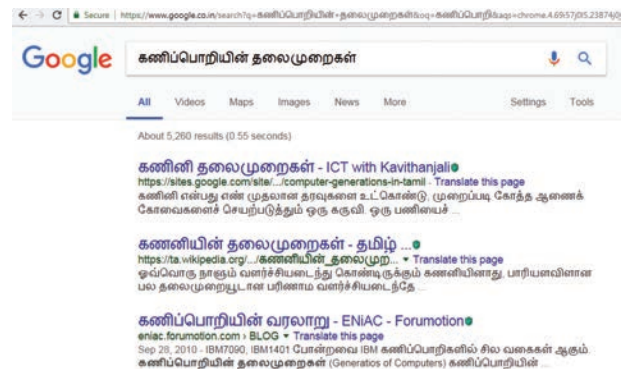 Secure | https://www.google.co.in/search?q=கணிப்பொறியின்+தலைமுறைகள்&oq=கணிப்பொறி&aqs=chrome.4.69i57j0l5.23874j0j
Google கணிப்பொறியின் தலைமுறைகள்
All Videos Maps Images News More Settings Tools
About 5,260 results (0.55 seconds)
கணினி தலைமுறைகள் - ICT with Kavithanjali
https://sites.google.com/site/.../computer-generations-in-tamil - Translate this page
கணினி என்பது எண் முதலான தரவுகளை உட்கொண்டு, முறைப்படி கோத்த ஆணைக்
கோவைகளைச் செயற்படுத்தும் ஒரு கருவி. ஒரு பணியைச் ...
கணனியின் தலைமுறைகள் - தமிழ் ...
https://ta.wikipedia.org/.../கணனியின்_தலைமுற... Translate this page
ஒவ்வொரு நாளும் வளர்ச்சியடைந்து கொண்டிருக்கும் கணனியினாது, பாரியளவிளான
பல தலைமுறையூடான பரிணாம வளர்ச்சியடைந்தே ...
கணிப்பொறியின் வரலாறு - ENiAC - Forumotion
eniac.forumotion.com › BLOG Translate this page
Sep 28, 2010 - IBM7090, IBM1401 போன்றவை IBM கணிப்பொறிகளில் சில வகைகள் ஆகும்.
கணிப்பொறியின் தலைமுறைகள் (Generatios of Computers) கணிப்பொறியின் ...